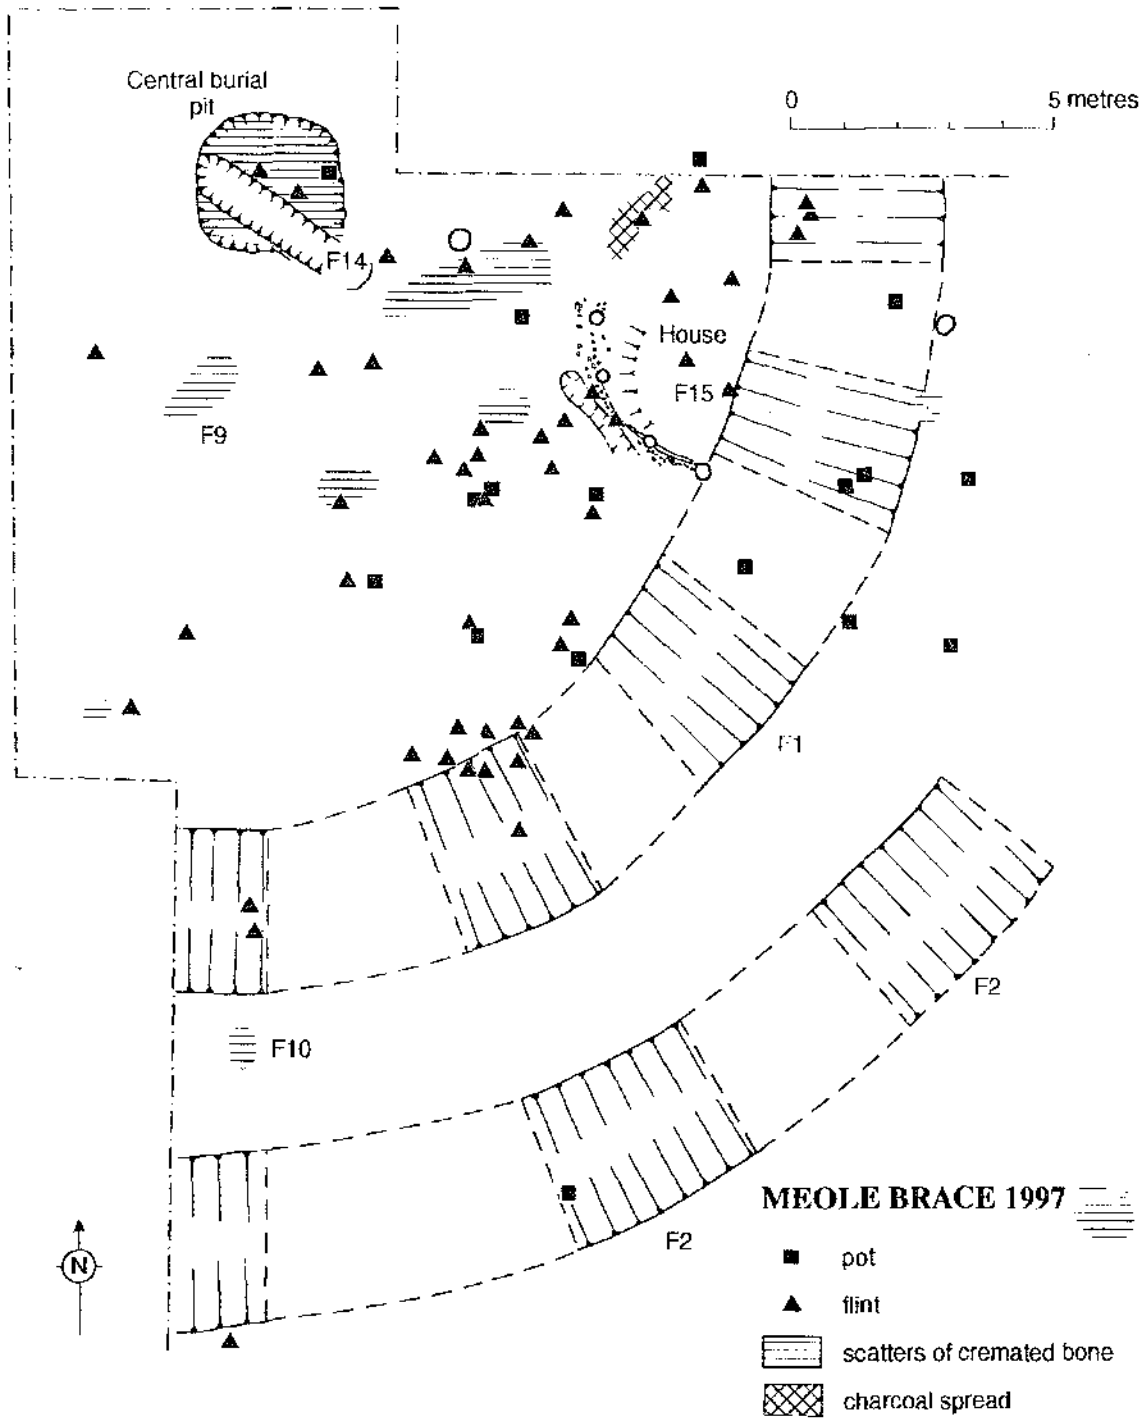 Central burial
pit
0 5 metres
F14
House
F15
F9
F1
F2
F10
MEOLE BRACE 1997
F2
N
pot
flint
scatters of cremated bone
charcoal spread